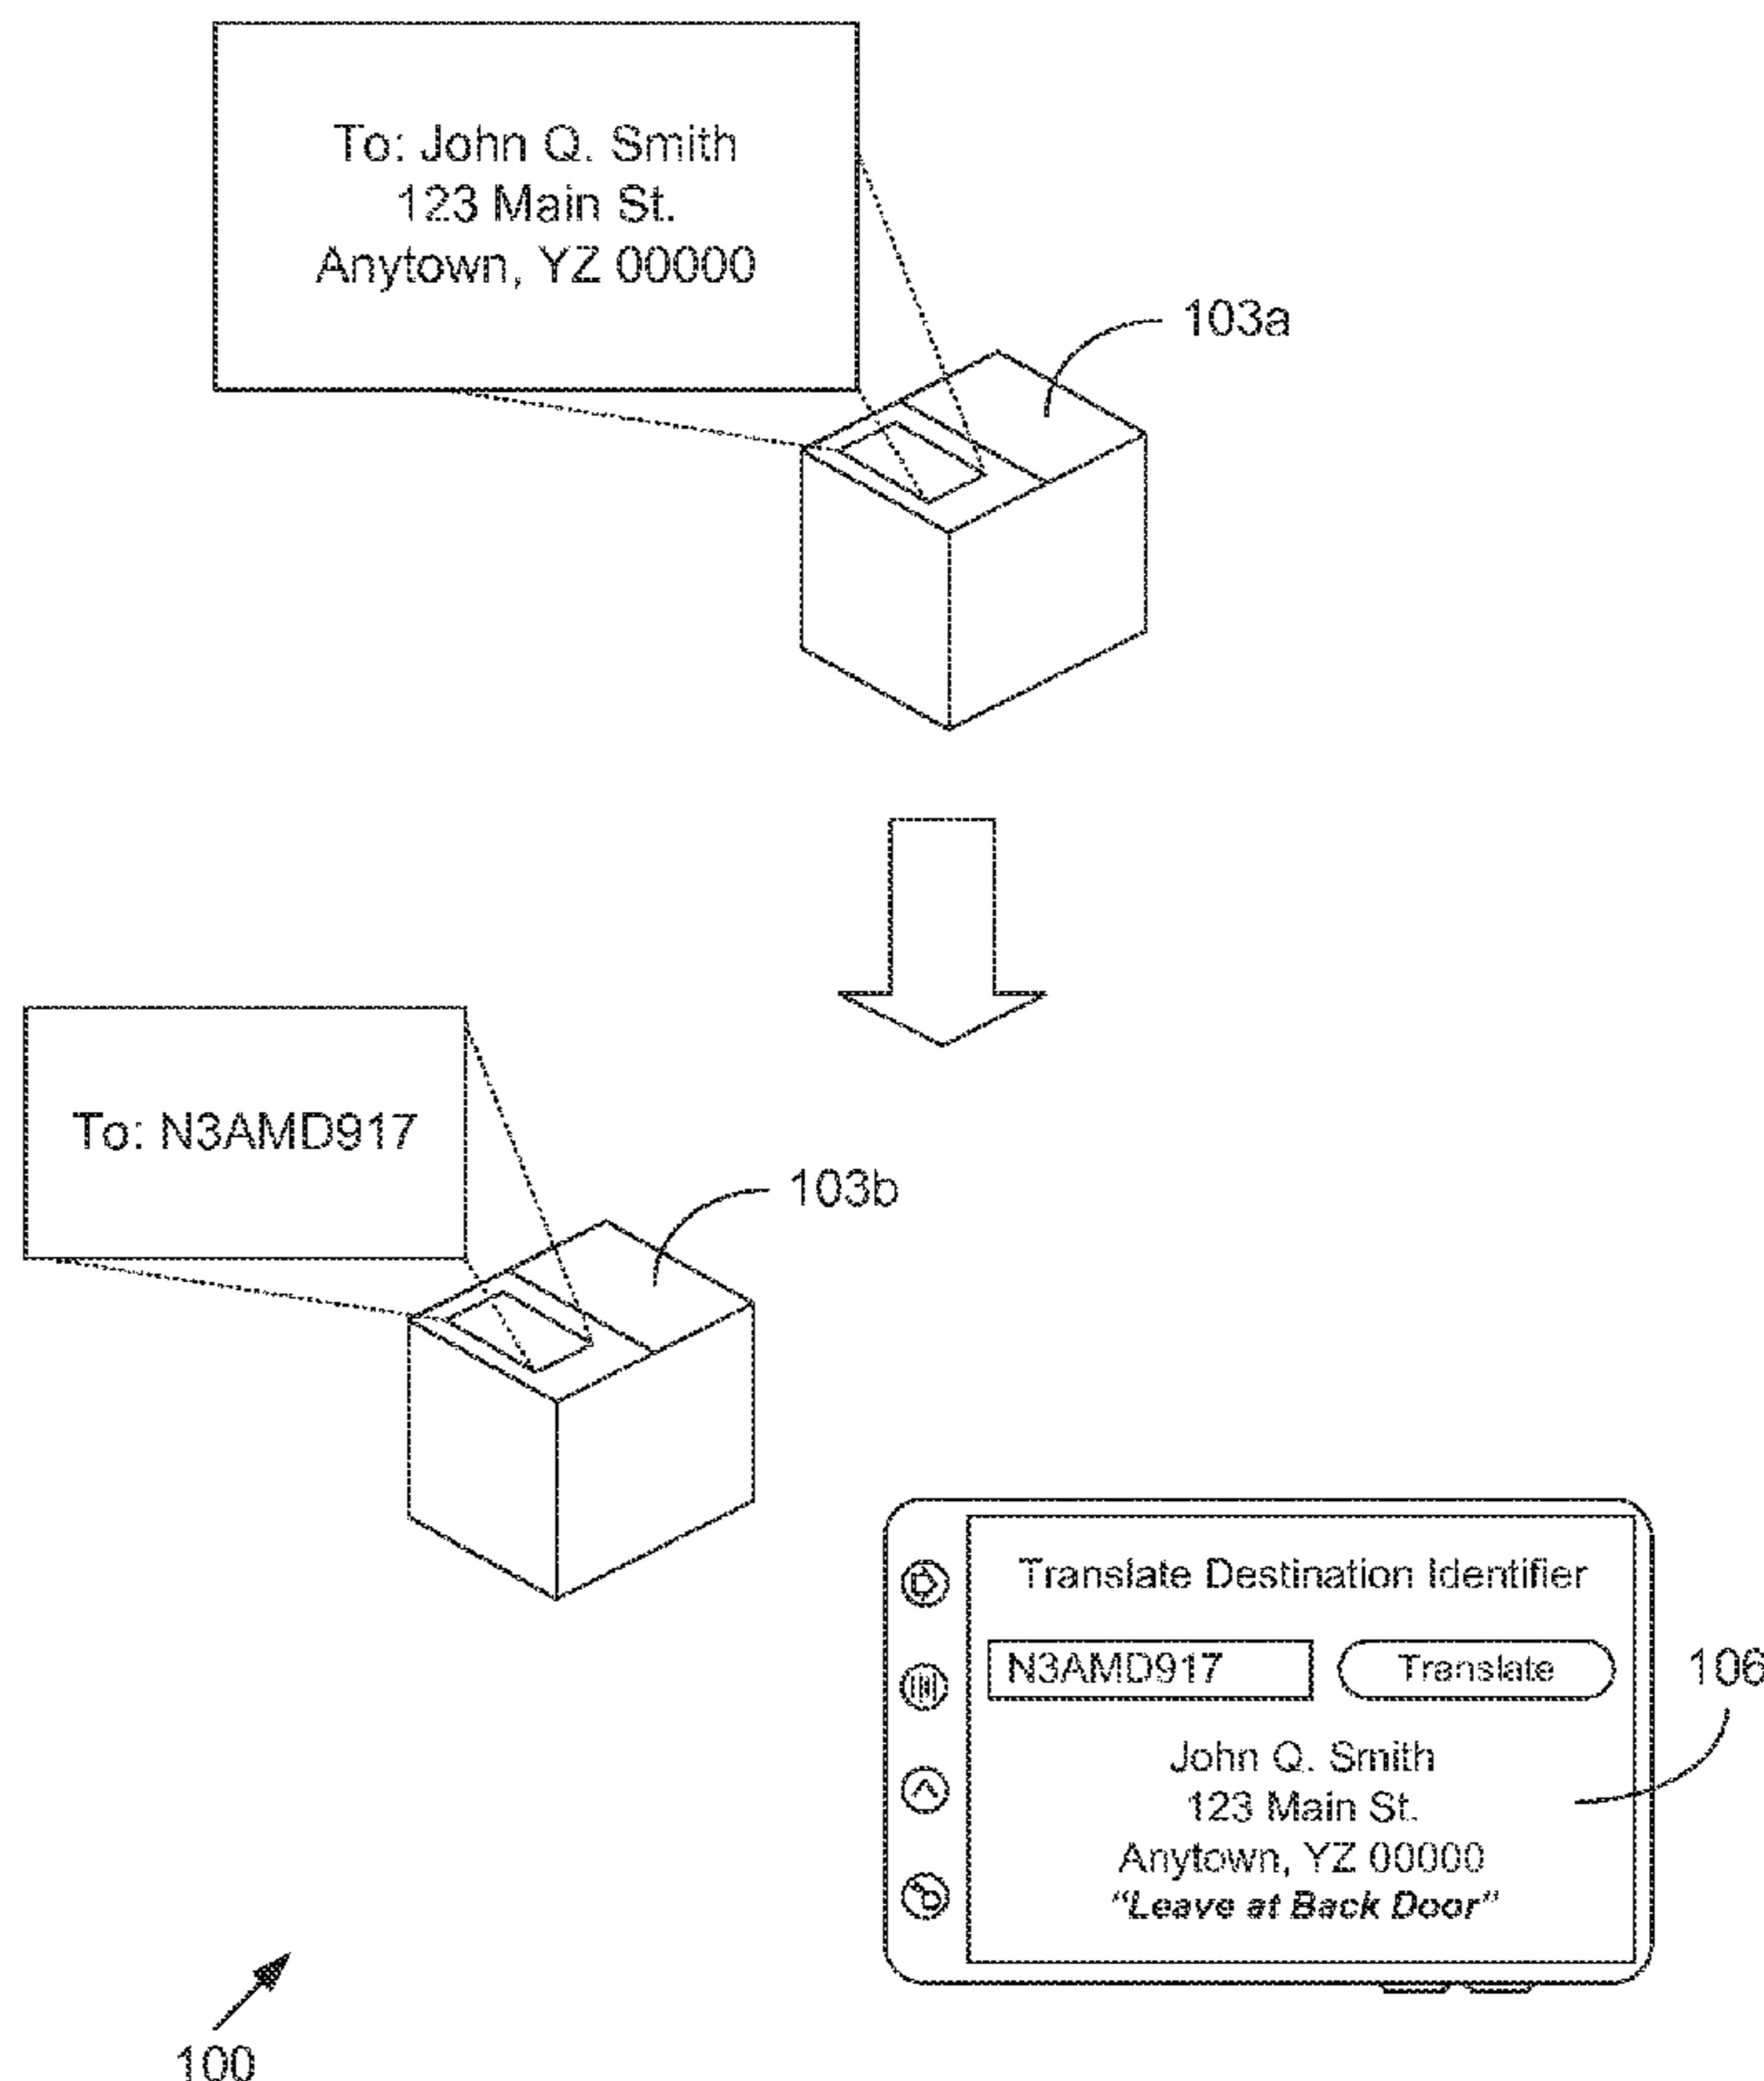 To: John Q. Smith
123 Main St.
Anytown, YZ 00000
103a
To: N3AMD917
103b
Translate Destination Identifier
N3AMD917
Translate
106
John Q. Smith
123 Main St.
Anytown, YZ 00000
“Leave at Back Door”
100